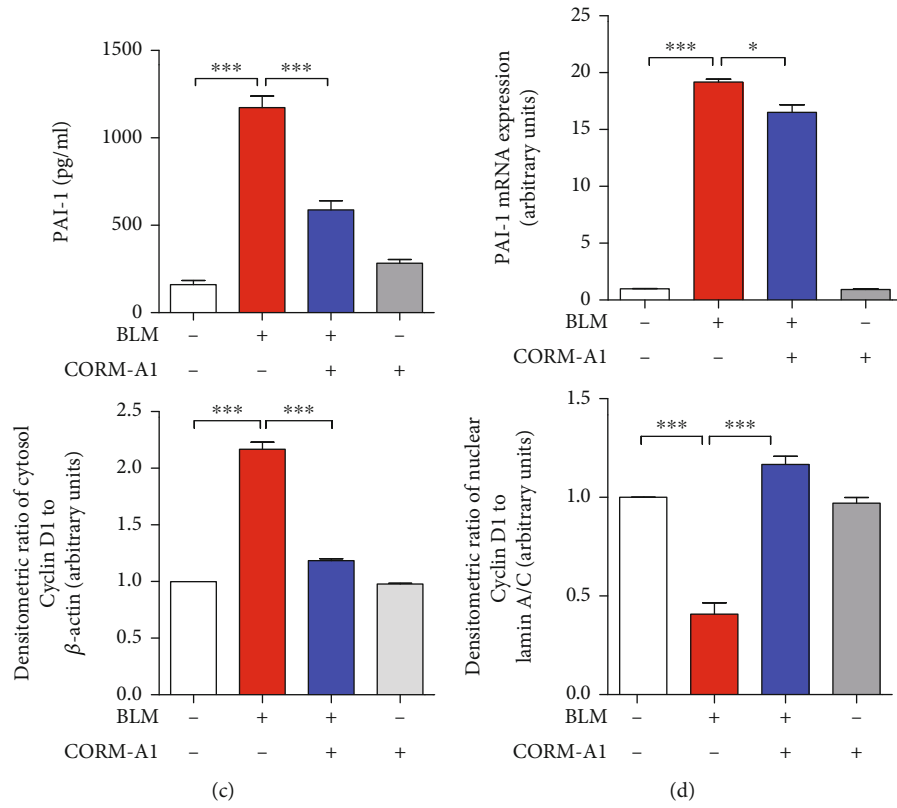 1500
1000
500
0
PAI-1 (pg/ml)
*** ***
BLM – + + –
CORM-A1 – – + +
25
20
15
10
5
0
PAI-1 mRNA expression
(arbitrary units)
*** *
BLM – + + –
CORM-A1 – – + +
2.5
2.0
1.5
1.0
0.5
0.0
Densitometric ratio of cytosol
Cyclin D1 to
β-actin (arbitrary units)
*** ***
BLM – + + –
CORM-A1 – – + +
(c)
1.5
1.0
0.5
0.0
Densitometric ratio of nuclear
Cyclin D1 to
lamin A/C (arbitrary units)
*** ***
BLM – + + –
CORM-A1 – – + +
(d)